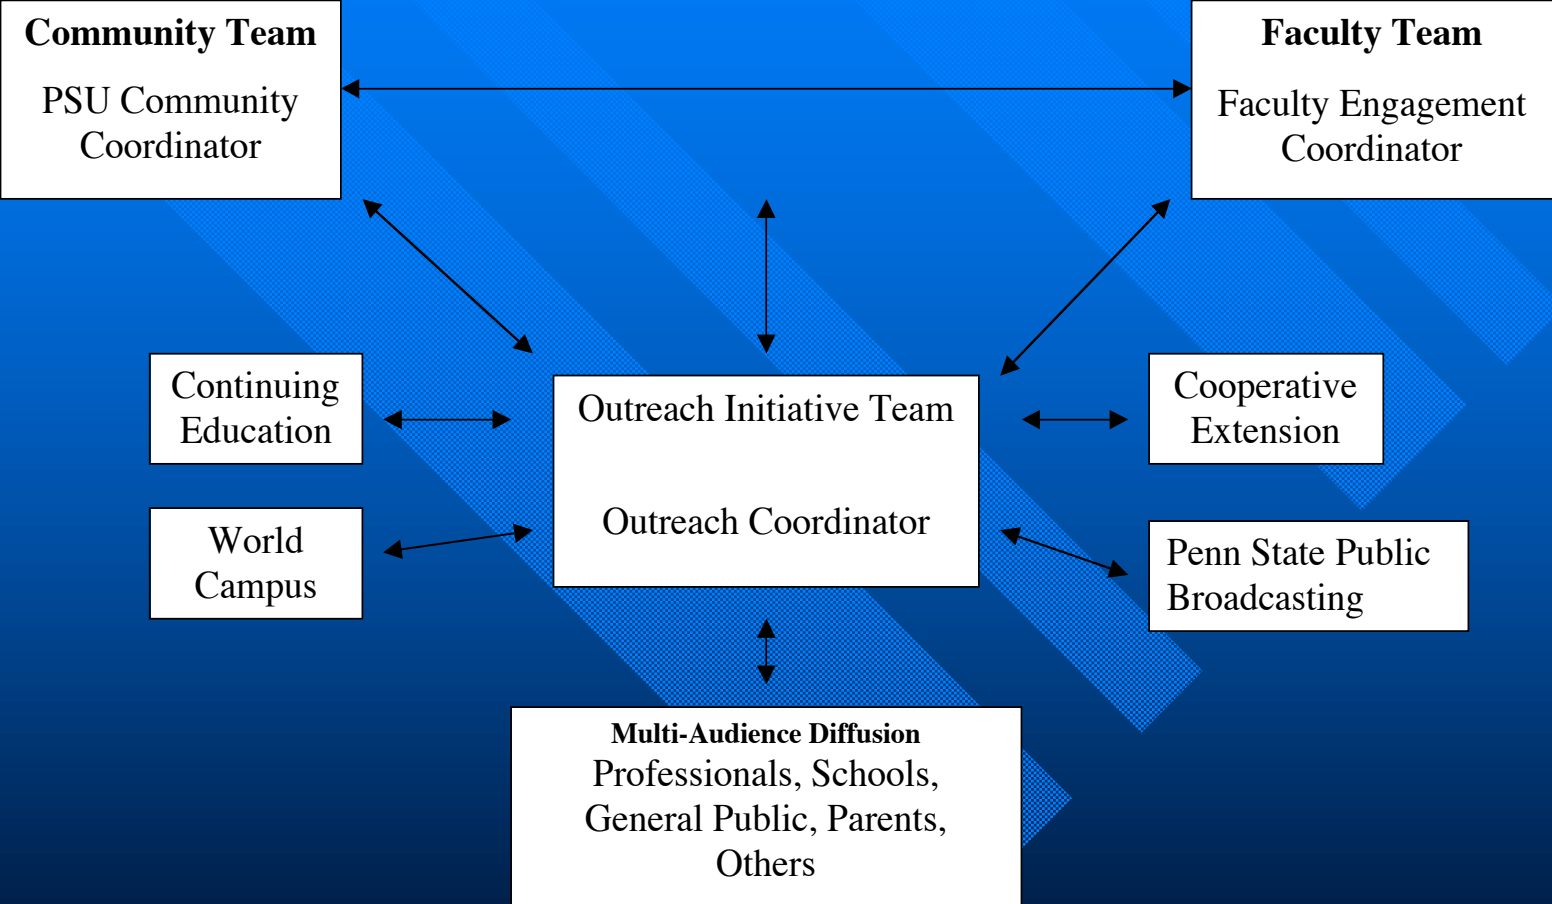 Community Team
PSU Community
Coordinator
Faculty Team
Faculty Engagement
Coordinator
Continuing
Education
Outreach Initiative Team
Outreach Coordinator
Cooperative
Extension
World
Campus
Penn State Public
Broadcasting
Multi-Audience Diffusion
Professionals, Schools,
General Public, Parents,
Others